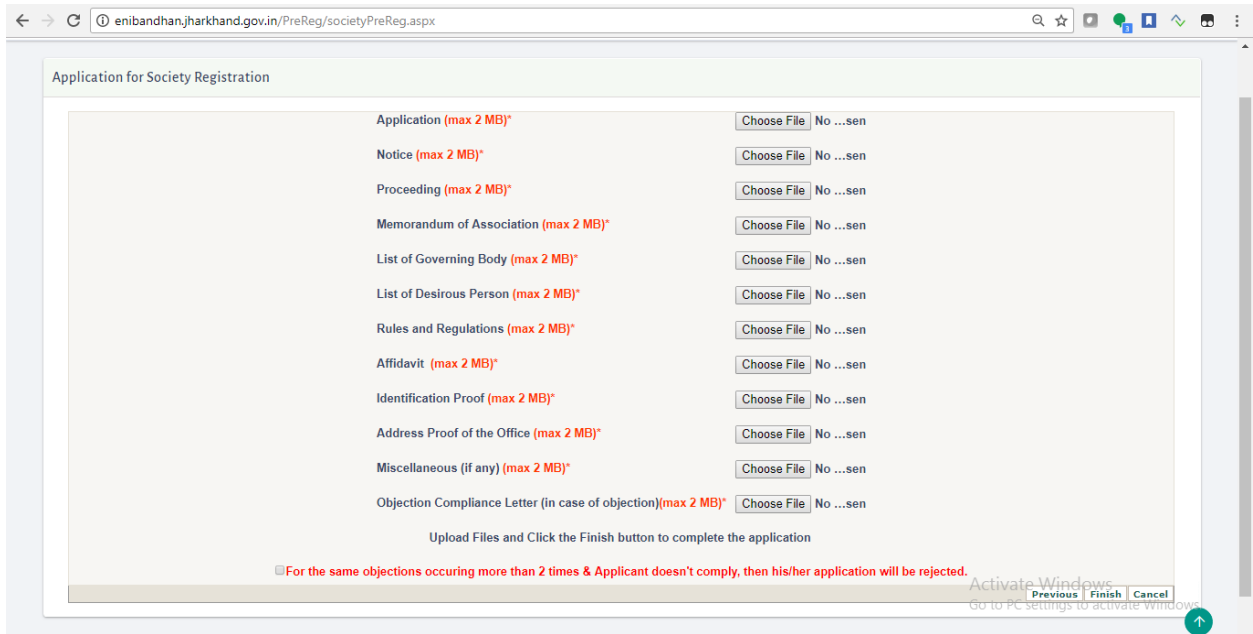 enibandhan.jharkhand.gov.in/PreReg/societyPreReg.aspx
3
Application for Society Registration
Application (max 2 MB)* Choose File No ...sen
Notice (max 2 MB)* Choose File No ...sen
Proceeding (max 2 MB)* Choose File No ...sen
Memorandum of Association (max 2 MB)* Choose File No ...sen
List of Governing Body (max 2 MB)* Choose File No ...sen
List of Desirous Person (max 2 MB)* Choose File No ...sen
Rules and Regulations (max 2 MB)* Choose File No ...sen
Affidavit (max 2 MB)* Choose File No ...sen
Identification Proof (max 2 MB)* Choose File No ...sen
Address Proof of the Office (max 2 MB)* Choose File No ...sen
Miscellaneous (if any) (max 2 MB)* Choose File No ...sen
Objection Compliance Letter (in case of objection)(max 2 MB)* Choose File No ...sen
Upload Files and Click the Finish button to complete the application
For the same objections occuring more than 2 times & Applicant doesn't comply, then his/her application will be rejected.
Activate Windows
Previous Finish Cancel
Go to PC settings to activate Windows